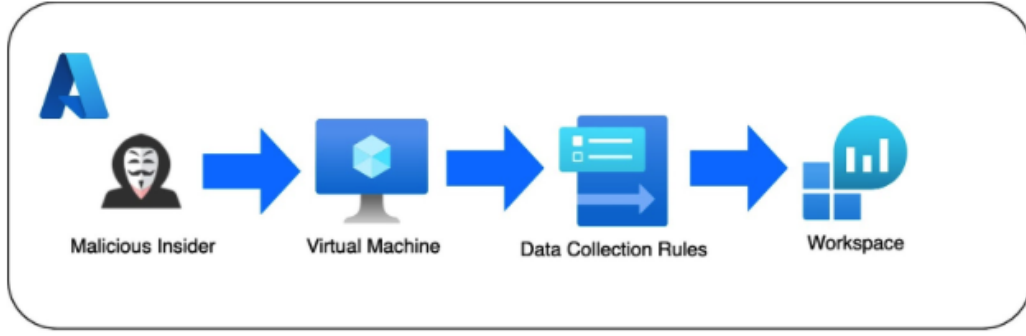 Malicious Insider
Virtual Machine
Data Collection Rules
Workspace